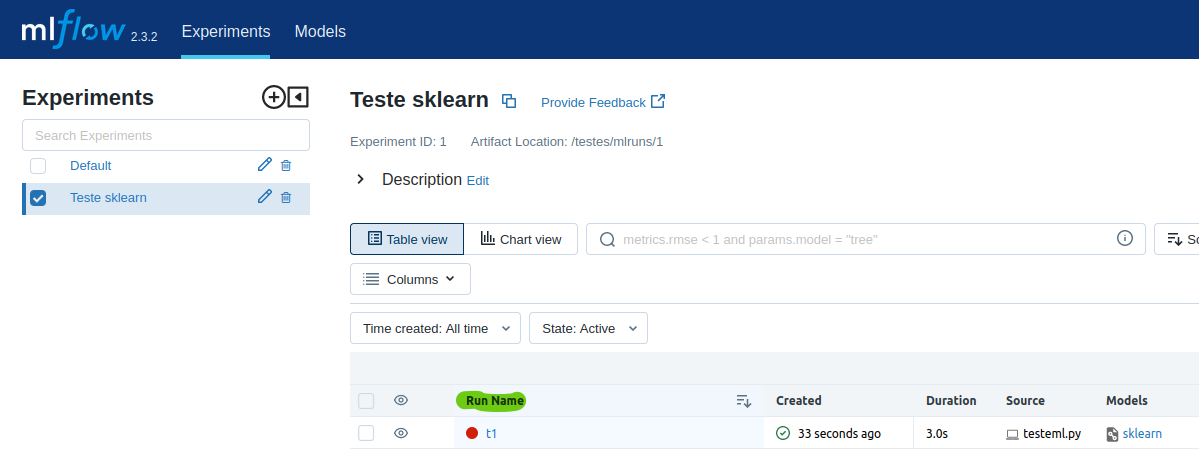 mlflow 2.3.2 Experiments Models
Experiments
Search Experiments
Default
Teste sklearn
Teste sklearn Provide Feedback
Experiment ID: 1 Artifact Location: /testes/mlruns/1
Description Edit
Table view Chart view metrics.rmse < 1 and params.model = "tree" So
Columns
Time created: All time State: Active
Run Name Created Duration Source Models
t1 33 seconds ago 3.0s testeml.py sklearn